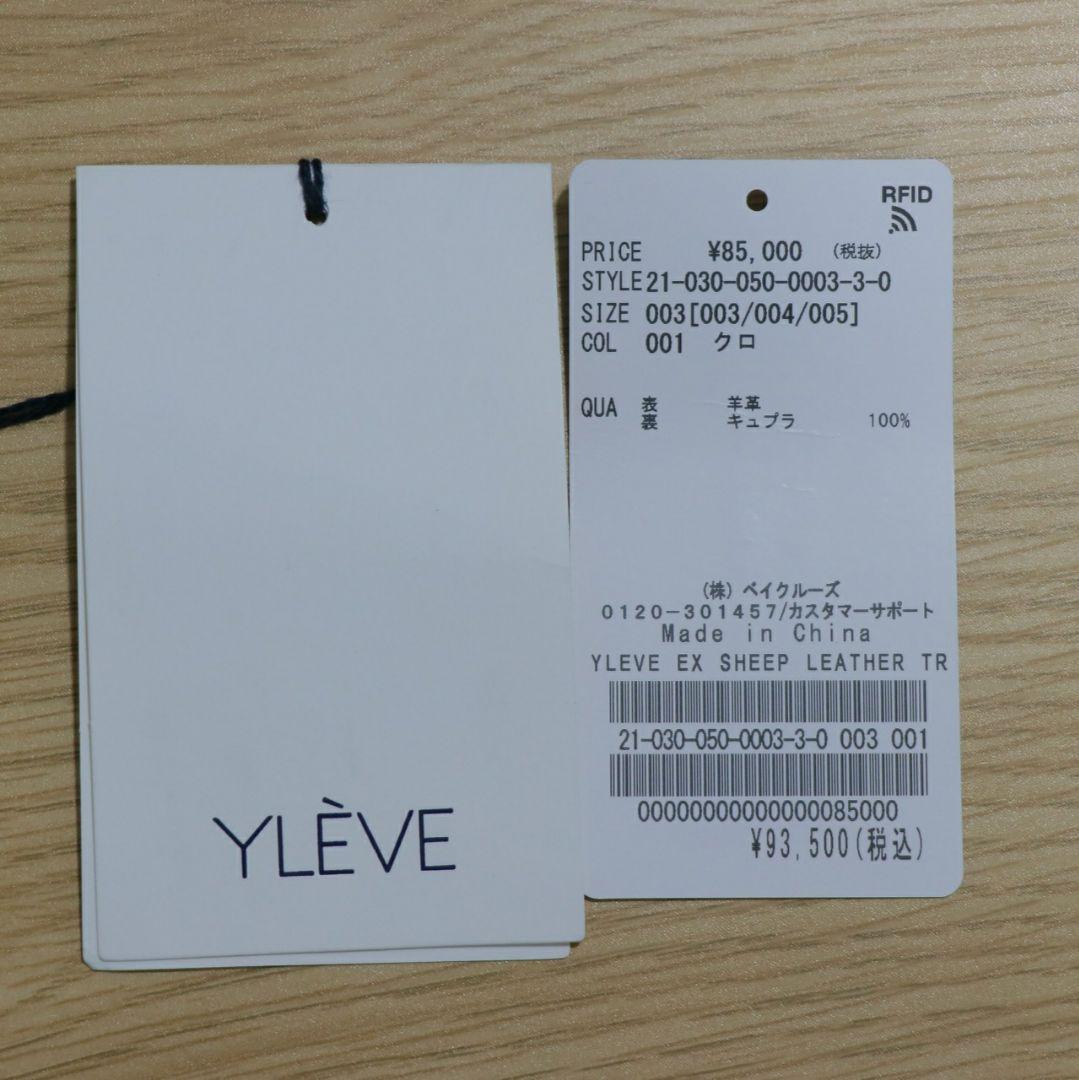 YLÈVE
RFID
PRICE ¥85,000 (税抜)
STYLE 21-030-050-0003-3-0
SIZE 003[003/004/005]
COL 001 クロ
QUA 表 羊革
裏 キュプラ 100%
(株) ベイクルーズ
0120-301457/カスタマーサポート
Made in China
YLEVE EX SHEEP LEATHER TR
21-030-050-0003-3-0 003 001
00000000000000085000
¥93,500(税込)